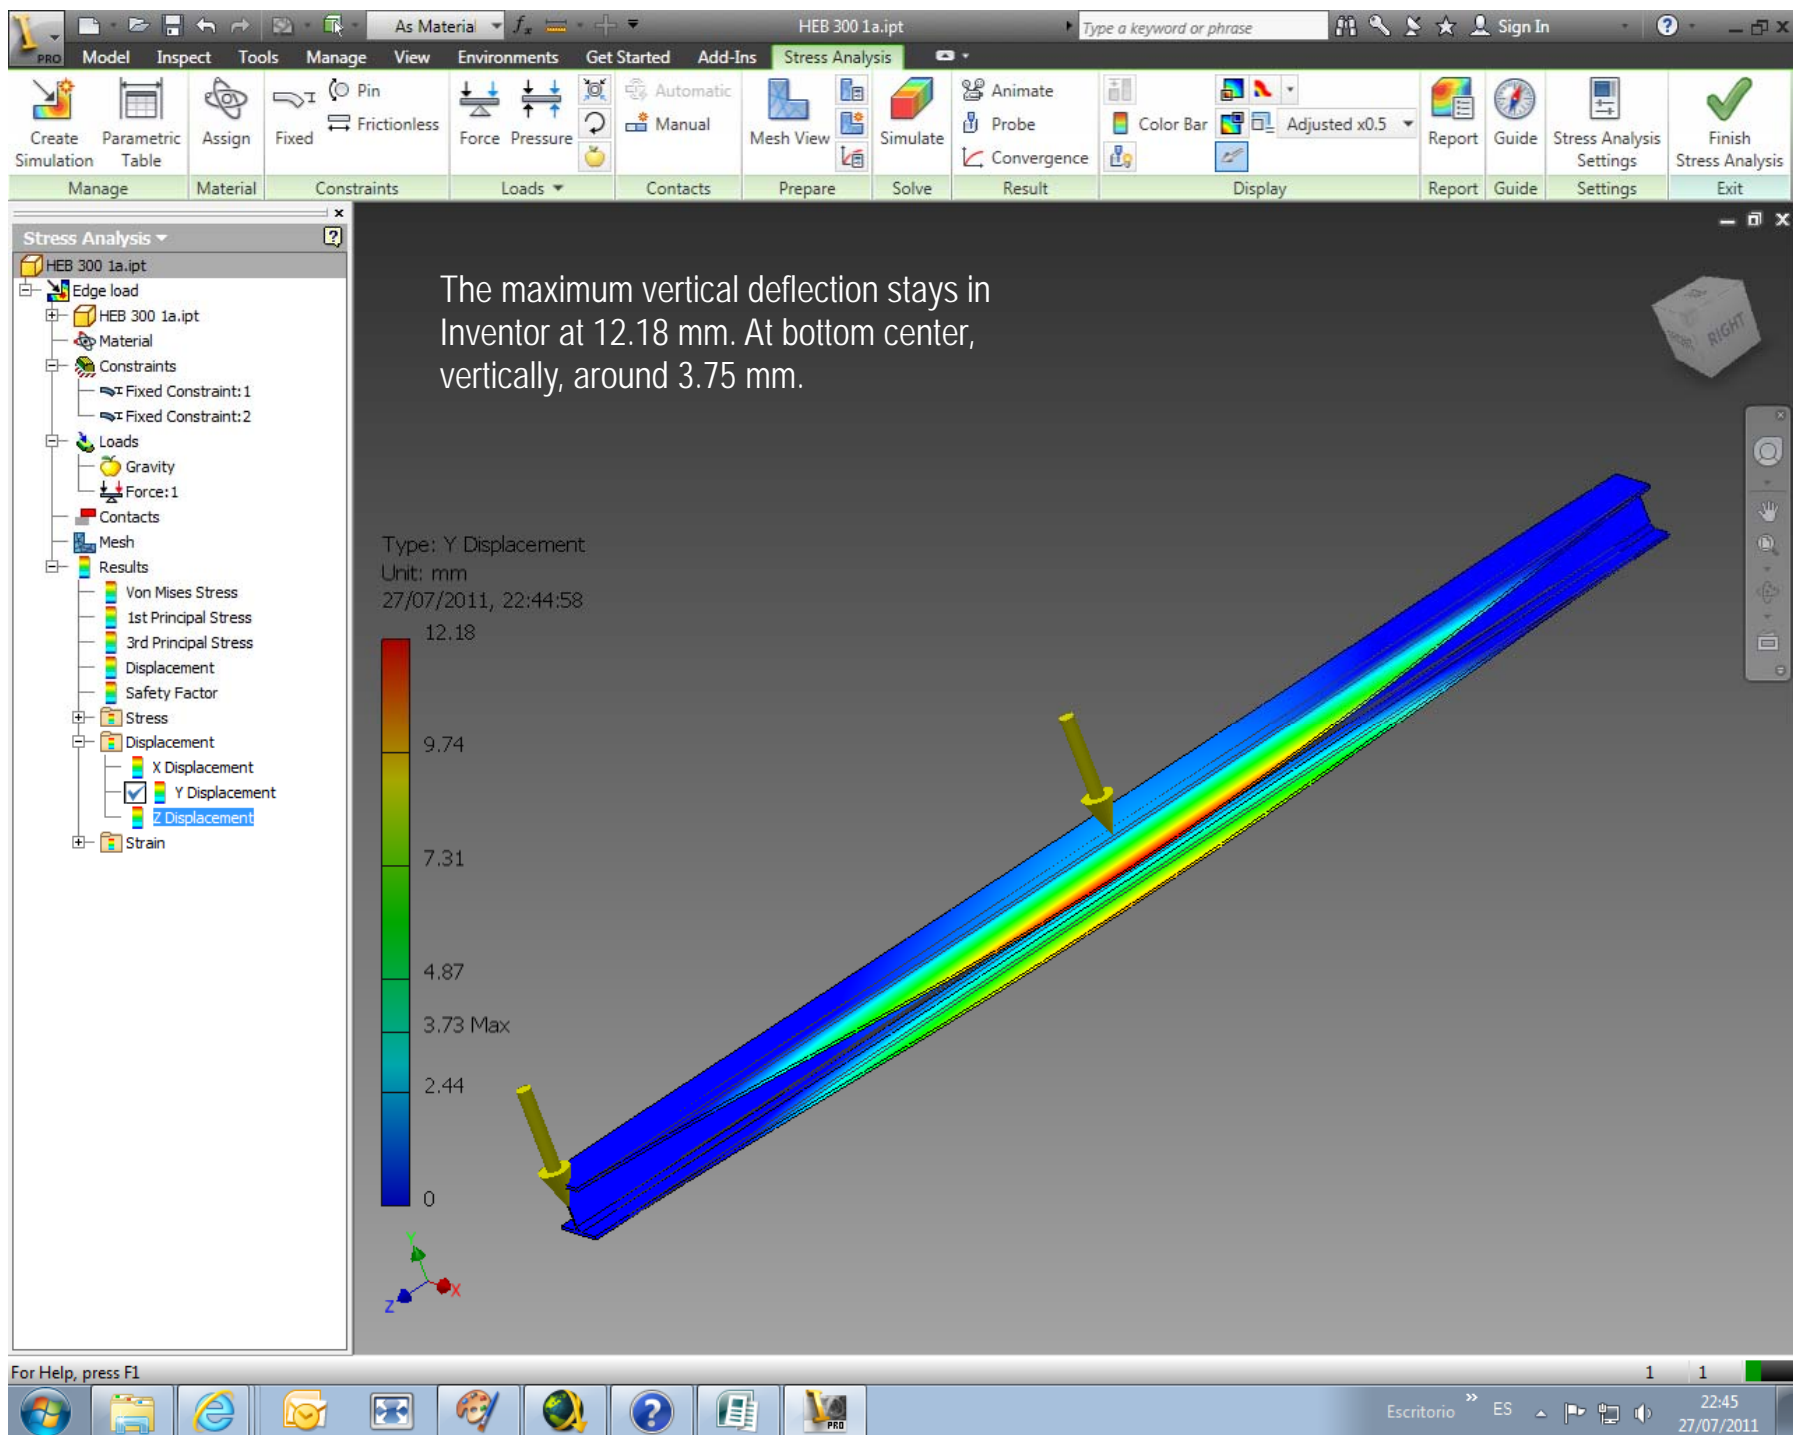 As Material
HEB 300 1a.ipt
Type a keyword or phrase
Sign In
PRO
Model Inspect Tools Manage View Environments Get Started Add-Ins Stress Analysis
Create Simulation
Parametric Table
Assign
Fixed
Pin
Frictionless
Force
Pressure
Automatic
Manual
Mesh View
Simulate
Animate
Probe
Convergence
Color Bar
Adjusted x0.5
Report
Guide
Stress Analysis Settings
Finish Stress Analysis
Manage Material Constraints Loads Contacts Prepare Solve Result Display Report Guide Settings Exit
Stress Analysis
HEB 300 1a.ipt
Edge load
HEB 300 1a.ipt
Material
Constraints
Fixed Constraint:1
Fixed Constraint:2
Loads
Gravity
Force:1
Contacts
Mesh
Results
Von Mises Stress
1st Principal Stress
3rd Principal Stress
Displacement
Safety Factor
Stress
Displacement
X Displacement
Y Displacement
Z Displacement
Strain
The maximum vertical deflection stays in
Inventor at 12.18 mm. At bottom center,
vertically, around 3.75 mm.
RIGHT
Type: Y Displacement
Unit: mm
27/07/2011, 22:44:58
12.18
9.74
7.31
4.87
3.73 Max
2.44
0
Y
X
Z
For Help, press F1
1 1
PRO
Escritorio
ES
22:45
27/07/2011